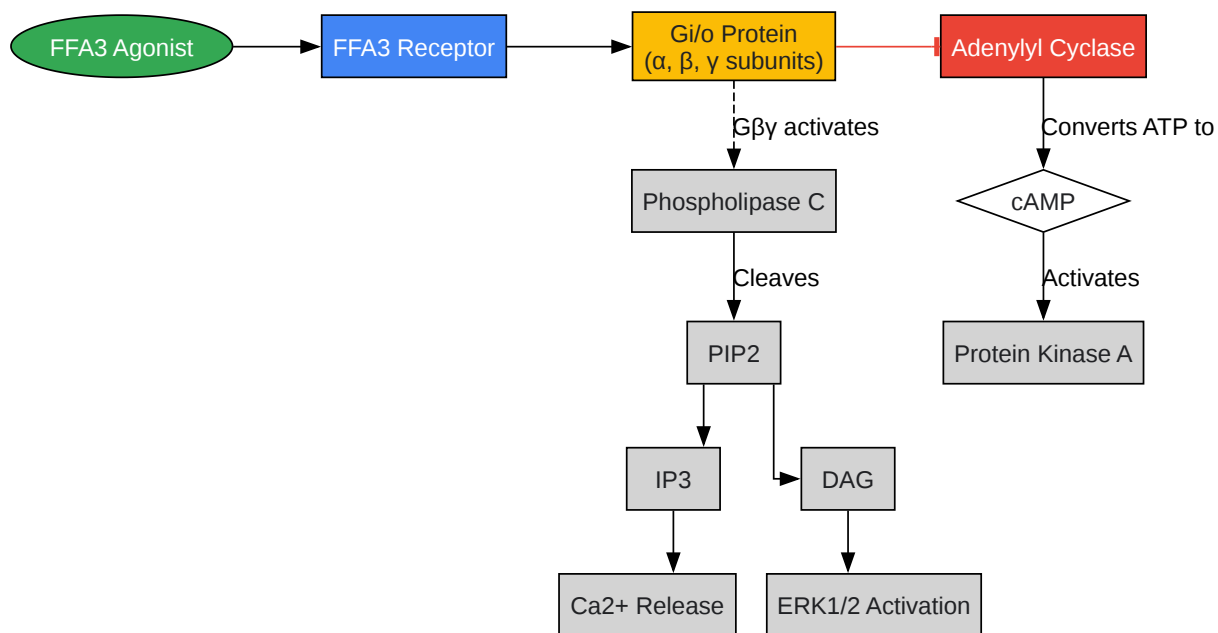 FFA3 Agonist
FFA3 Receptor
Gi/o Protein
(α, β, γ subunits)
Adenylyl Cyclase
Gβγ activates
Converts ATP to
Phospholipase C
cAMP
Cleaves
Activates
PIP2
Protein Kinase A
IP3
DAG
Ca2+ Release
ERK1/2 Activation